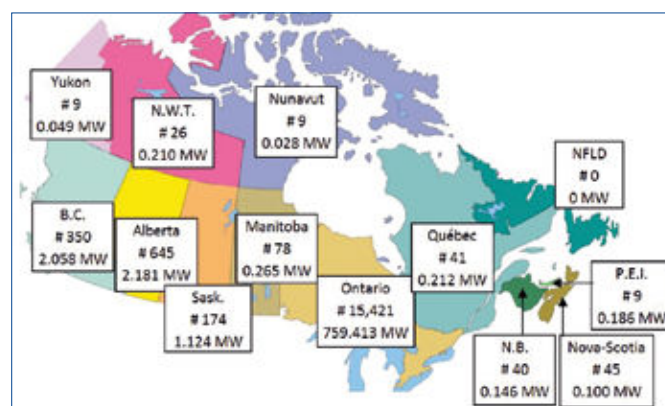 Yukon
# 9
0.049 MW
N.W.T.
# 26
0.210 MW
Nunavut
# 9
0.028 MW
NFLD
# 0
0 MW
B.C.
# 350
2.058 MW
Alberta
# 645
2.181 MW
Sask.
# 174
1.124 MW
Manitoba
# 78
0.265 MW
Ontario
# 15,421
759.413 MW
Québec
# 41
0.212 MW
P.E.I.
# 9
0.186 MW
N.B.
# 40
0.146 MW
Nova-Scotia
# 45
0.100 MW